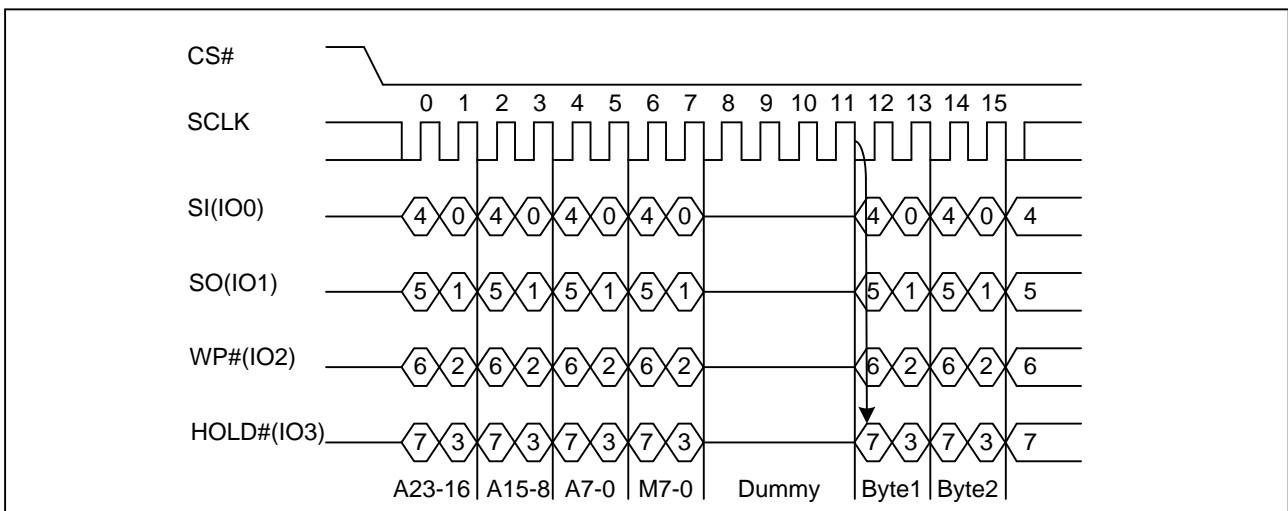 CS#
0 1 2 3 4 5 6 7 8 9 10 11 12 13 14 15
SCLK
SI(IO0) 4 0 4 0 4 0 4 0 4 0 4 0 4
SO(IO1) 5 1 5 1 5 1 5 1 5 1 5 1 5
WP#(IO2) 6 2 6 2 6 2 6 2 6 2 6 2 6
HOLD#(IO3) 7 3 7 3 7 3 7 3 7 3 7 3 7
A23-16 A15-8 A7-0 M7-0 Dummy Byte1 Byte2